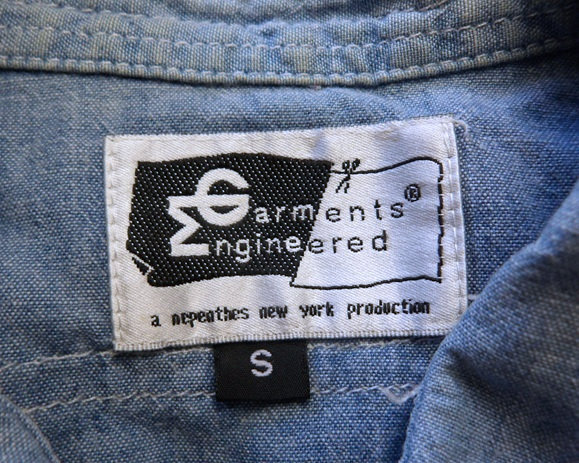 Garments®
Engineered
a nepenthes new york production
S